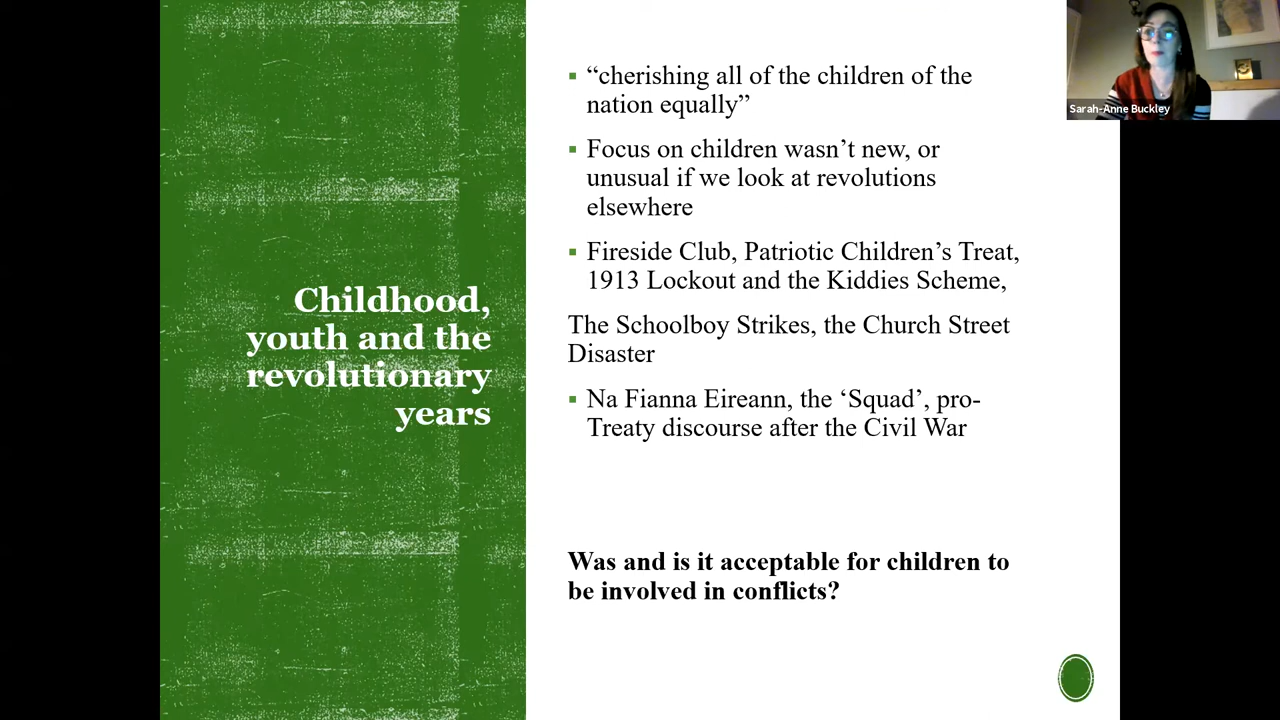 Childhood,
youth and the
revolutionary
years
“cherishing all of the children of the
nation equally”
Focus on children wasn’t new, or
unusual if we look at revolutions
elsewhere
Fireside Club, Patriotic Children’s Treat,
1913 Lockout and the Kiddies Scheme,
The Schoolboy Strikes, the Church Street
Disaster
Na Fianna Eireann, the ‘Squad’, pro-
Treaty discourse after the Civil War
Was and is it acceptable for children to
be involved in conflicts?
Sarah-Anne Buckley